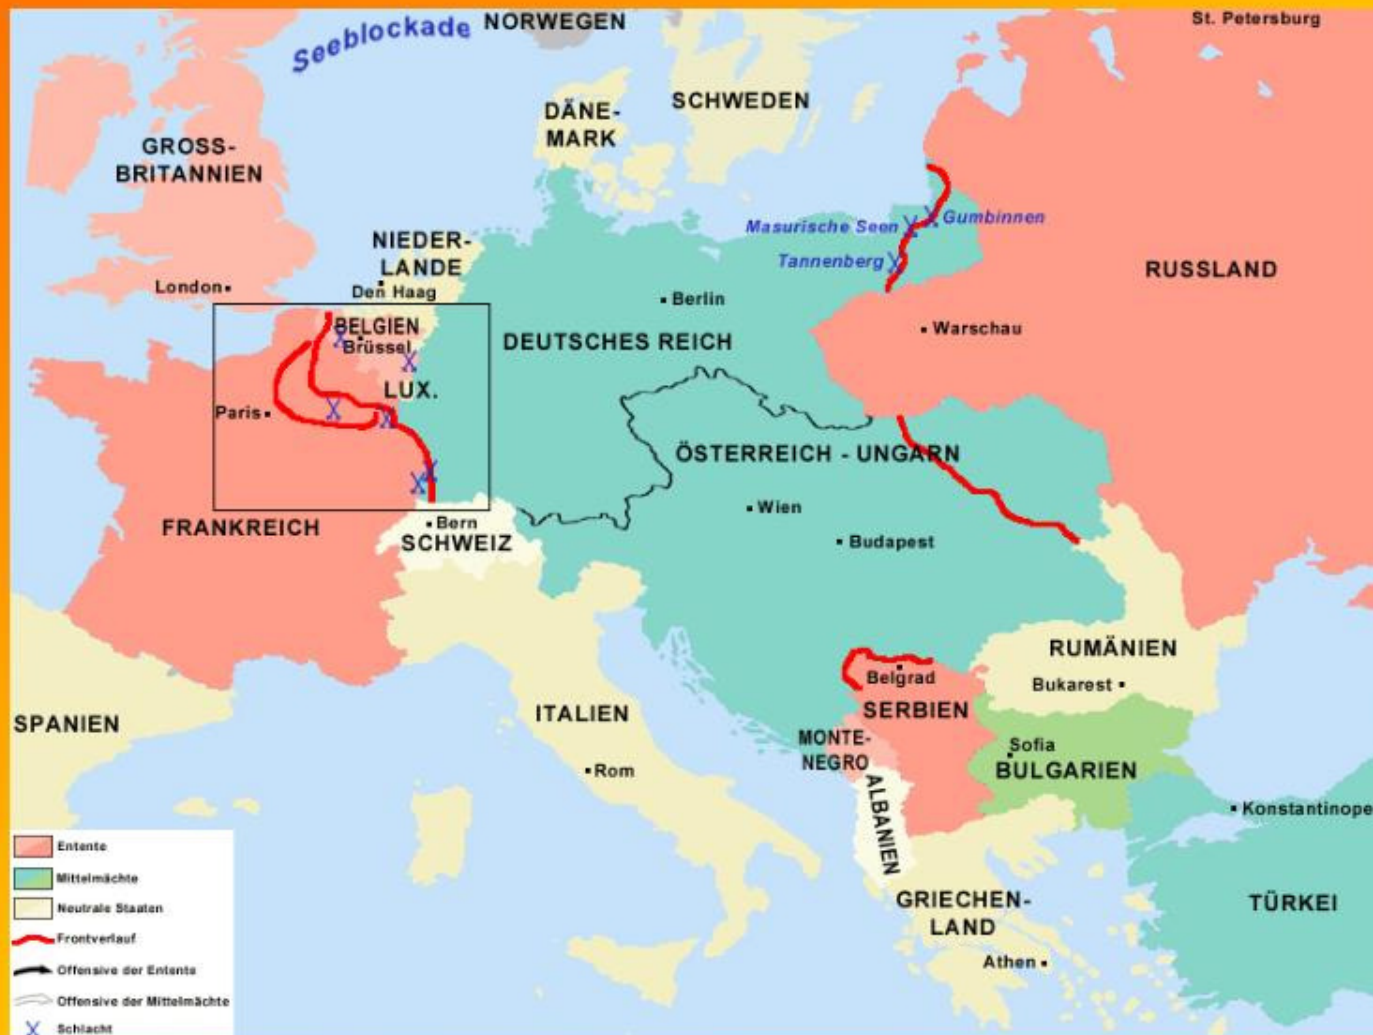 Seeblockade
NORWEGEN
St. Petersburg
SCHWEDEN
DÄNE-
MARK
GROSS-
BRITANNIEN
Masurische Seen
Gumbinnen
Tannenberg
NIEDER-
LANDE
Den Haag
London
Berlin
RUSSLAND
BELGIEN
Brüssel
DEUTSCHES REICH
Warschau
LUX.
Paris
ÖSTERREICH - UNGARN
Wien
Budapest
FRANKREICH
Bern
SCHWEIZ
RUMÄNIEN
Bukarest
Belgrad
SERBIEN
SPANIEN
ITALIEN
MONTE-
NEGRO
Sofia
BULGARIEN
Rom
ALBANIEN
Konstantinope
GRIECHEN-
LAND
TÜRKEI
Athen
Entente
Mittelmächte
Neutrale Staaten
Frontverlauf
Offensive der Entente
Offensive der Mittelmächte
Schlacht